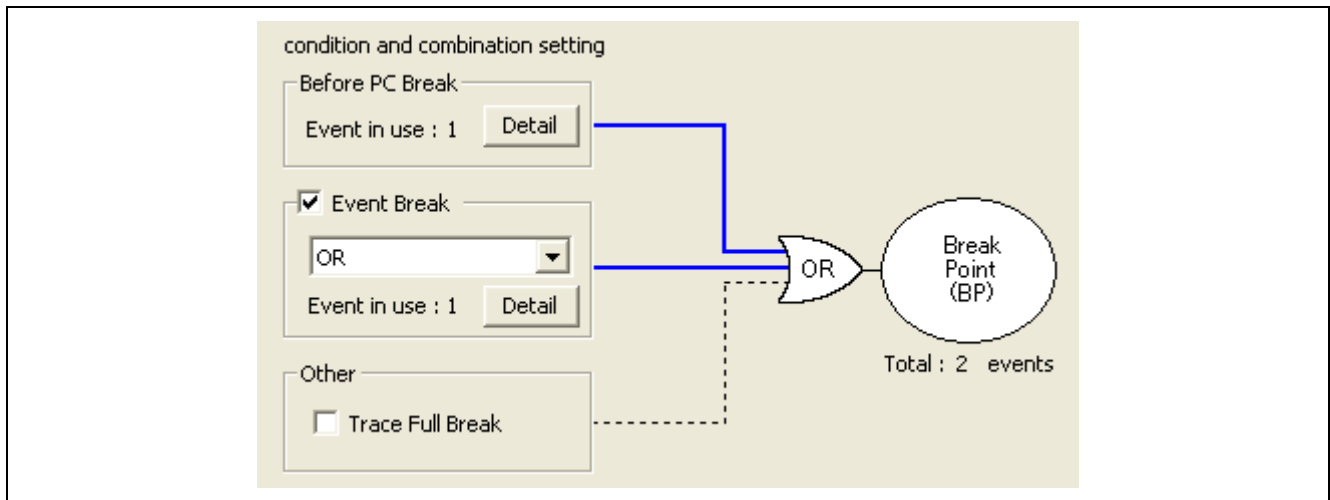 condition and combination setting
Before PC Break
Event in use : 1 Detail
Event Break
OR
Event in use : 1 Detail
Other
Trace Full Break
OR
Break
Point
(BP)
Total : 2 events